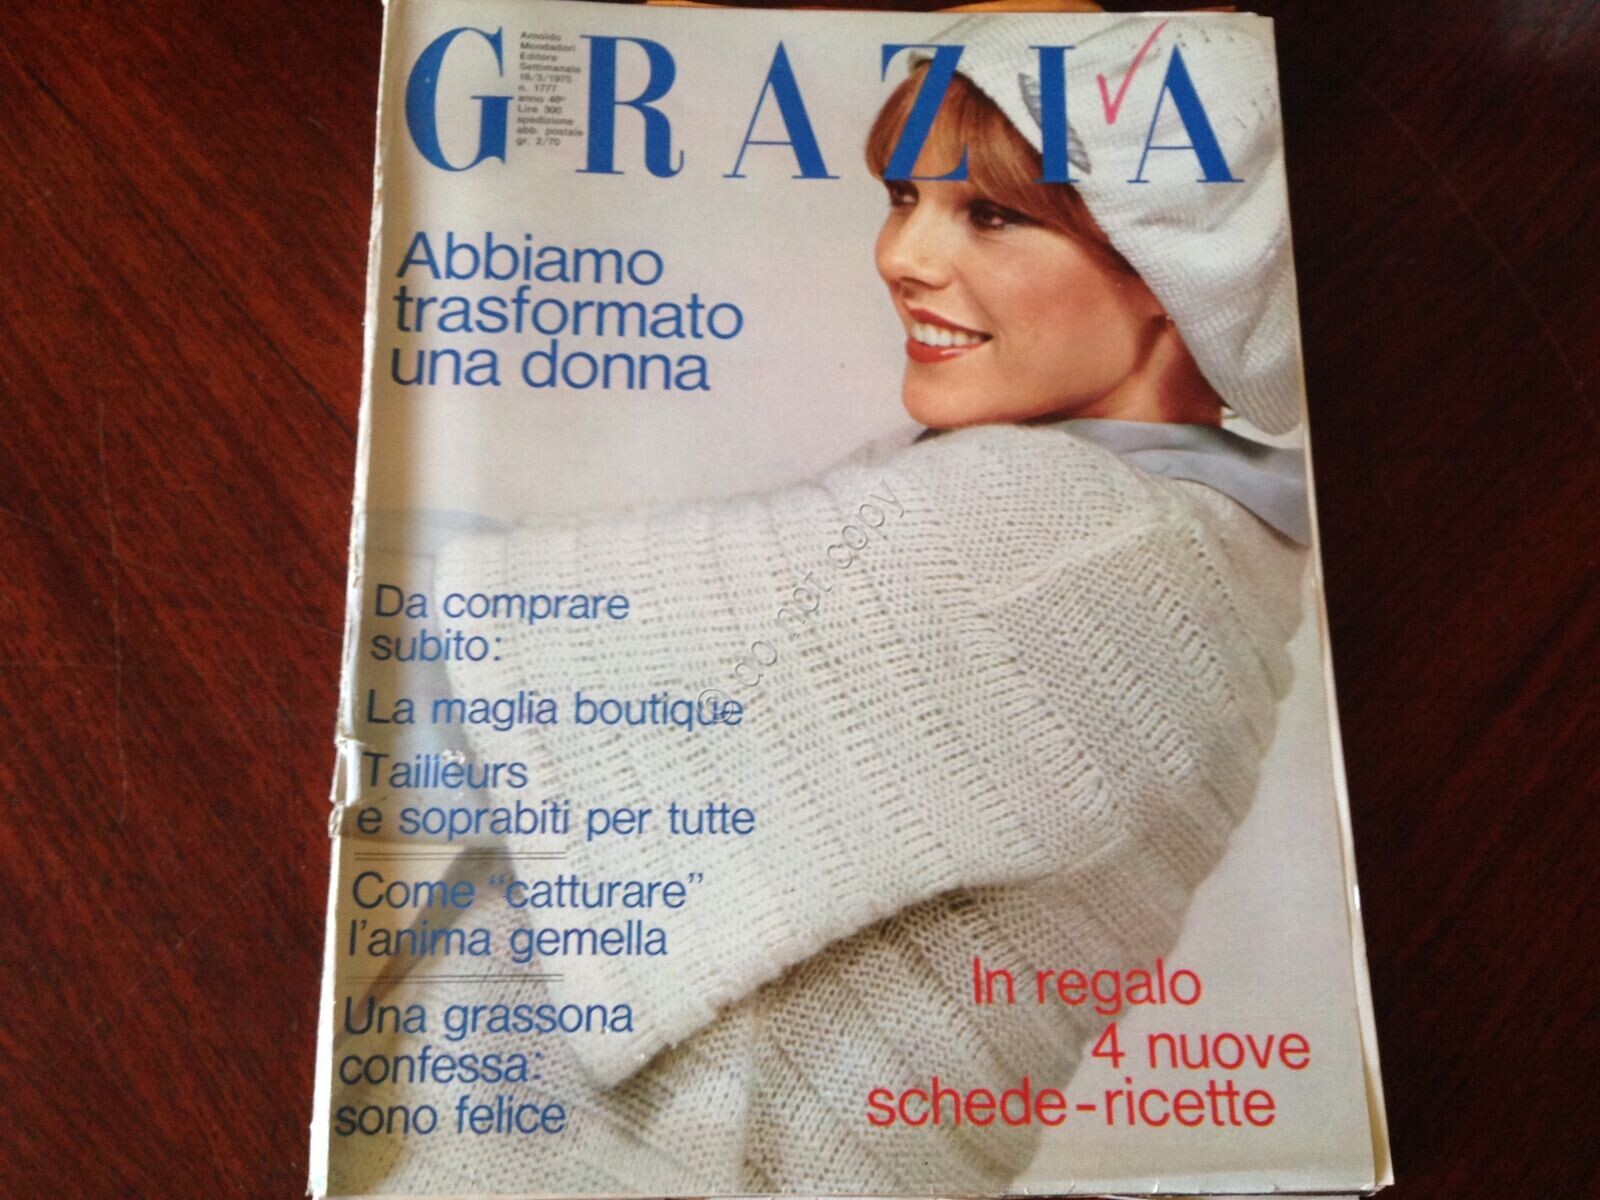 GRAZIA
Arnoldo
Mondadori
Editore
Settimanale
16/3/1975
n. 1777
anno 48º
Lire 300
spedizione
abb. postale
gr. 2/70
Abbiamo
trasformato
una donna
Da comprare
subito:
La maglia boutique
Tailleurs
e soprabiti per tutte
Come "catturare"
l'anima gemella
Una grassona
confessa:
sono felice
In regalo
4 nuove
schede-ricette
© do not copy